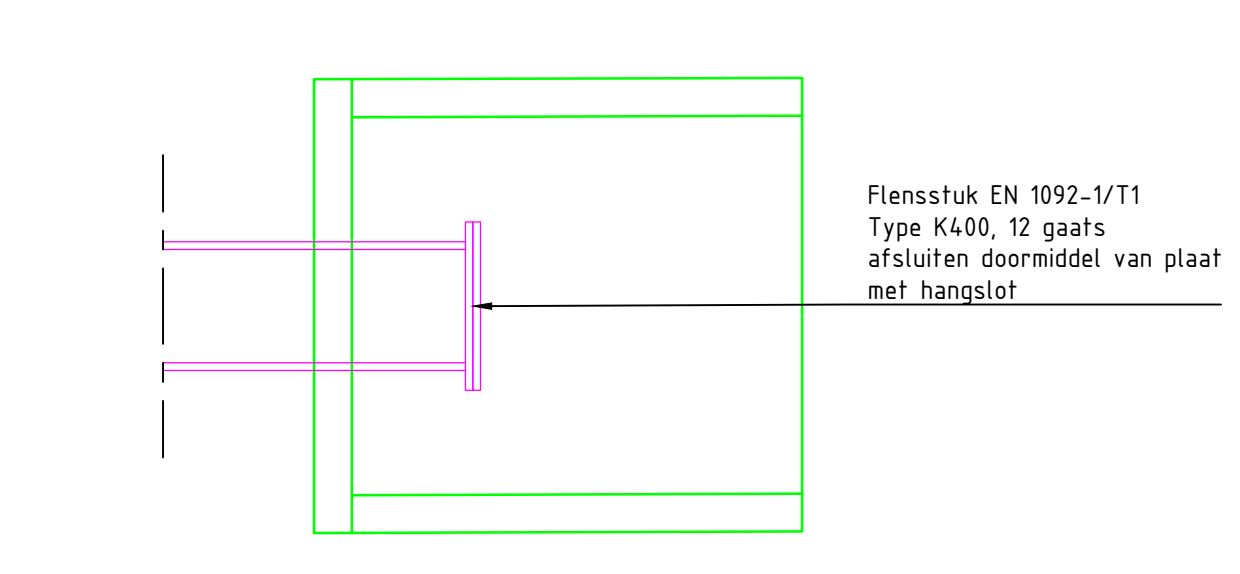 Flensstuk EN 1092-1/T1
Type K400, 12 gaats
afsluiten doormiddel van plaat
met hangslot